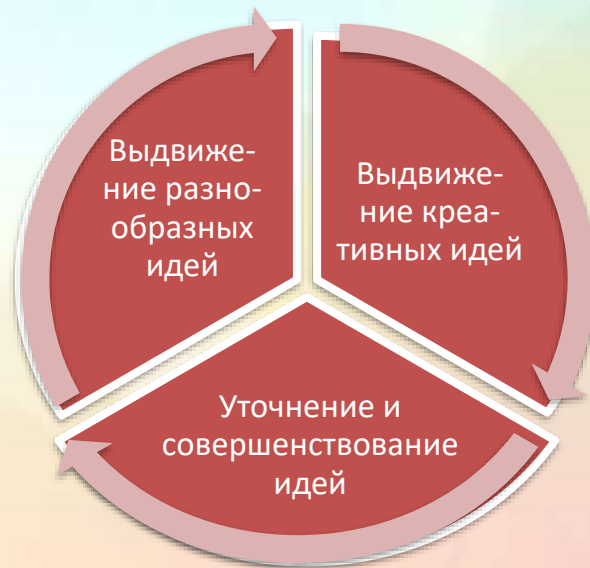 Выдвиже-
ние разно-
образных
идей
Выдвиже-
ние креа-
тивных идей
Уточнение и
совершенствование
идей